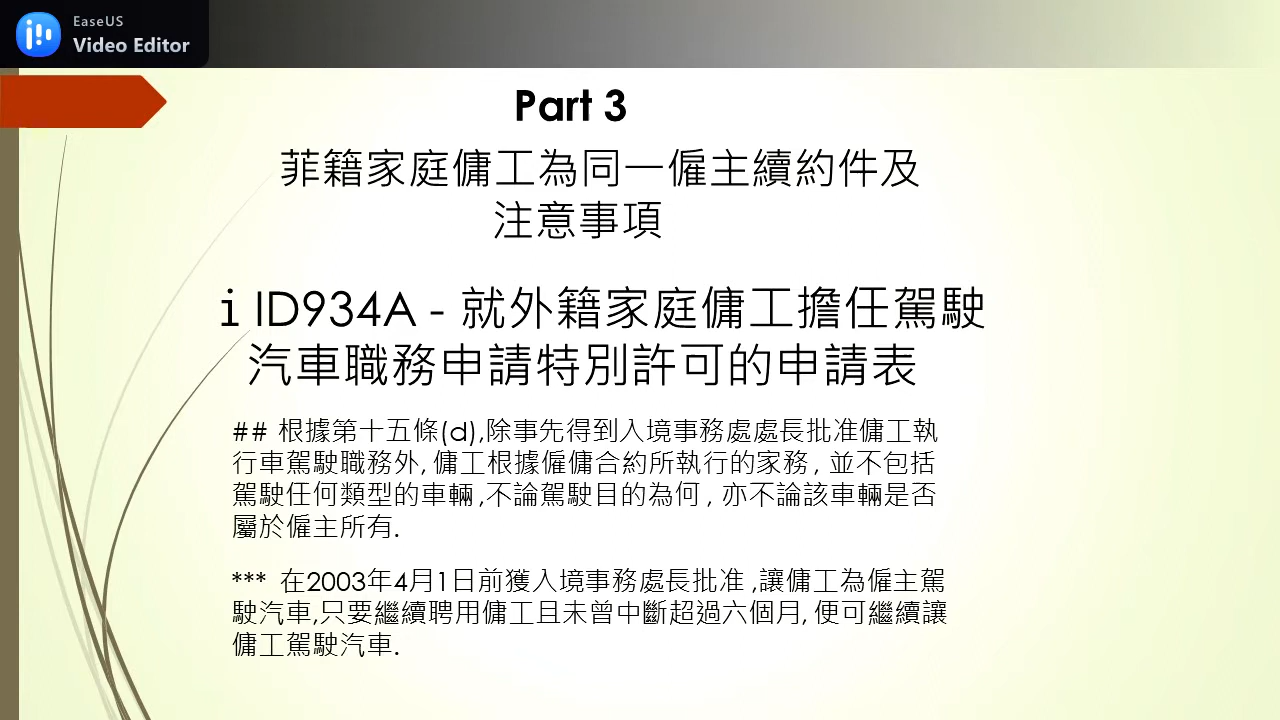 EaseUS
Video Editor
Part 3
菲籍家庭傭工為同一僱主續約件及
注意事項
i ID934A - 就外籍家庭傭工擔任駕駛
汽車職務申請特別許可的申請表
## 根據第十五條(d),除事先得到入境事務處處長批准傭工執
行車駕駛職務外, 傭工根據僱傭合約所執行的家務 , 並不包括
駕駛任何類型的車輛 ,不論駕駛目的為何 , 亦不論該車輛是否
屬於僱主所有.
*** 在2003年4月1日前獲入境事務處長批准 ,讓傭工為僱主駕
駛汽車,只要繼續聘用傭工且未曾中斷超過六個月, 便可繼續讓
傭工駕駛汽車.